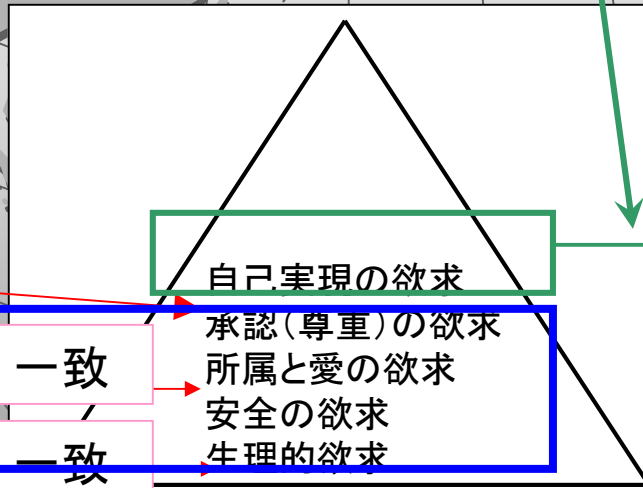 自己実現の欲求
承認（尊重）の欲求
一致
所属と愛の欲求
安全の欲求
一致
生理的欲求